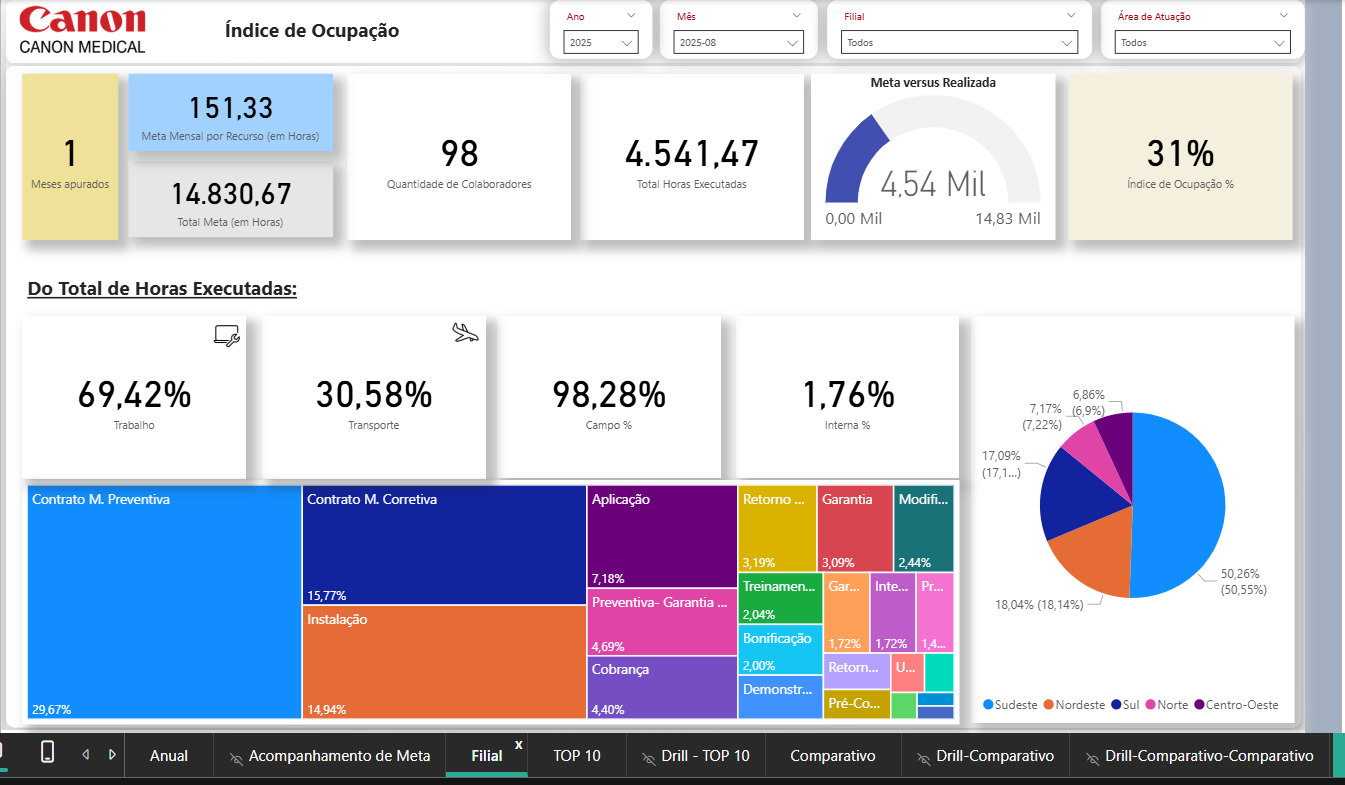 Canon
CANON MEDICAL
Índice de Ocupação
Ano
2025
Mês
2025-08
Filial
Todos
Área de Atuação
Todos
1
Meses apurados
151,33
Meta Mensal por Recurso (em Horas)
14.830,67
Total Meta (em Horas)
98
Quantidade de Colaboradores
4.541,47
Total Horas Executadas
Meta versus Realizada
4,54 Mil
0,00 Mil
14,83 Mil
31%
Índice de Ocupação %
Do Total de Horas Executadas:
69,42%
Trabalho
30,58%
Transporte
98,28%
Campo %
1,76%
Interna %
Contrato M. Preventiva
29,67%
Contrato M. Corretiva
15,77%
Instalação
14,94%
Aplicação
7,18%
Preventiva- Garantia ...
4,69%
Cobrança
4,40%
Retorno ...
3,19%
Garantia
3,09%
Modifi...
2,44%
Treinamen...
2,04%
Bonificação
2,00%
Demonstr...
Gar...
1,72%
Inte...
1,72%
Pr...
1,4...
Retorn...
U...
Pré-Co...
6,86%
(6,9%)
7,17%
(7,22%)
17,09%
(17,1...)
18,04% (18,14%)
50,26%
(50,55%)
Sudeste
Nordeste
Sul
Norte
Centro-Oeste
Anual
Acompanhamento de Meta
Filial
x
TOP 10
Drill - TOP 10
Comparativo
Drill-Comparativo
Drill-Comparativo-Comparativo